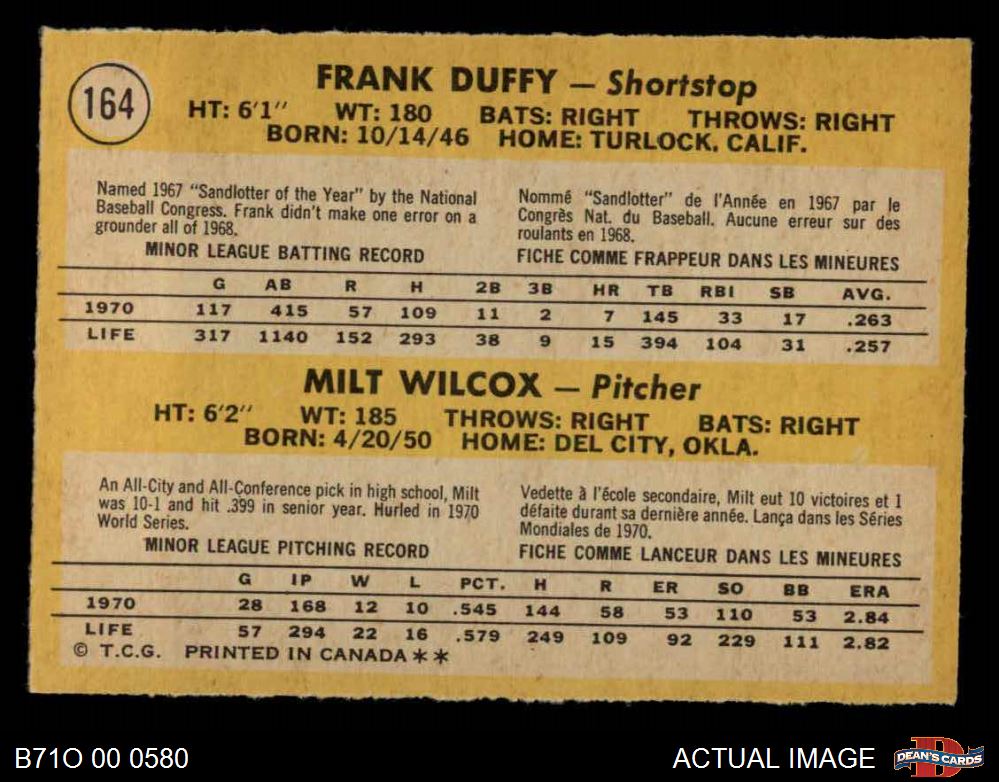 164
FRANK DUFFY — Shortstop
HT: 6'1" WT: 180 BATS: RIGHT THROWS: RIGHT
BORN: 10/14/46 HOME: TURLOCK, CALIF.
Named 1967 "Sandlotter of the Year" by the National
Baseball Congress. Frank didn't make one error on a
grounder all of 1968.
Nommé "Sandlotter" de l'Année en 1967 par le
Congrès Nat. du Baseball. Aucune erreur sur des
roulants en 1968.
MINOR LEAGUE BATTING RECORD FICHE COMME FRAPPEUR DANS LES MINEURES
G AB R H 2B 3B HR TB RBI SB AVG.
1970 117 415 57 109 11 2 7 145 33 17 .263
LIFE 317 1140 152 293 38 9 15 394 104 31 .257
MILT WILCOX — Pitcher
HT: 6'2" WT: 185 THROWS: RIGHT BATS: RIGHT
BORN: 4/20/50 HOME: DEL CITY, OKLA.
An All-City and All-Conference pick in high school, Milt
was 10-1 and hit .399 in senior year. Hurled in 1970
World Series.
Vedette à l'école secondaire, Milt eut 10 victoires et 1
défaite durant sa dernière année. Lança dans les Séries
Mondiales de 1970.
MINOR LEAGUE PITCHING RECORD FICHE COMME LANCEUR DANS LES MINEURES
G IP W L PCT. H R ER SO BB ERA
1970 28 168 12 10 .545 144 58 53 110 53 2.84
LIFE 57 294 22 16 .579 249 109 92 229 111 2.82
© T.C.G. PRINTED IN CANADA**
B71O 00 0580 ACTUAL IMAGE DEAN'S CARDS